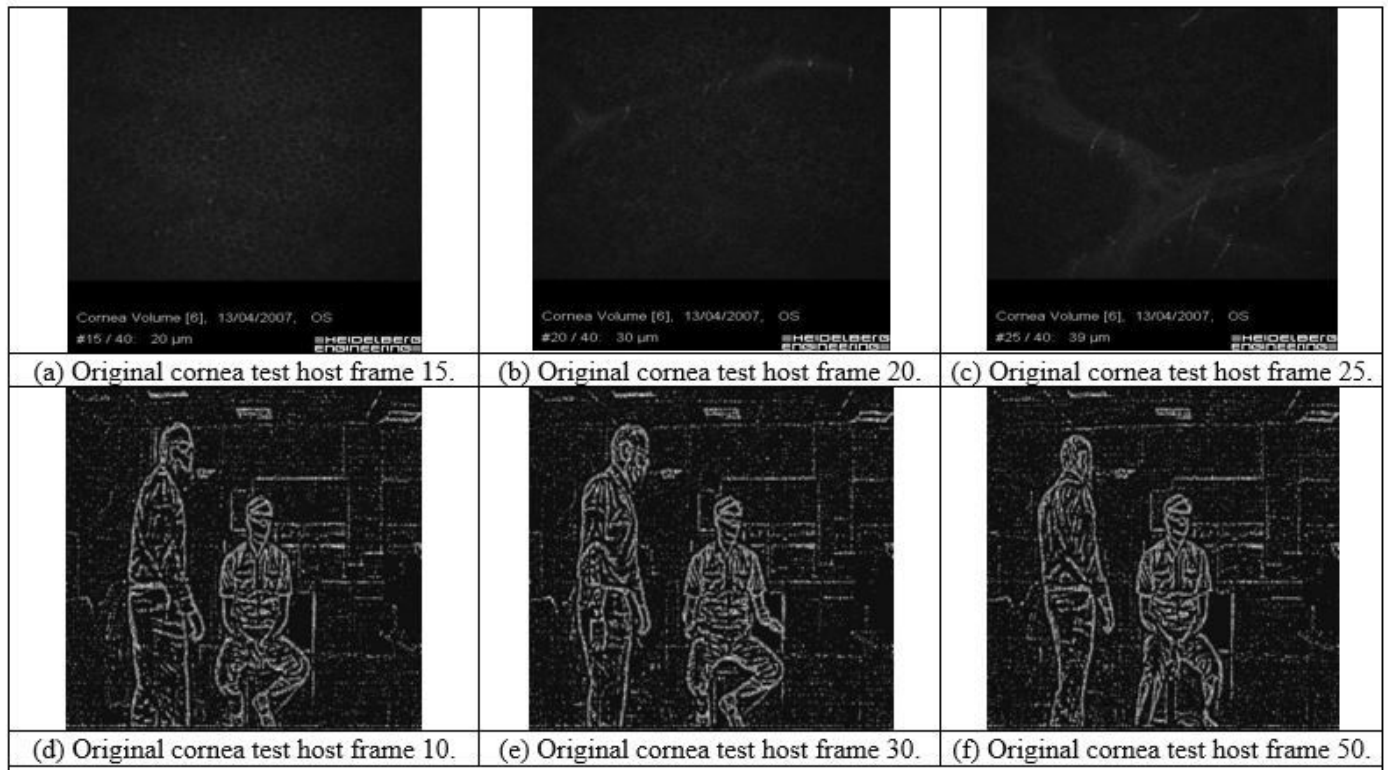 Cornea Volume [6], 13/04/2007, OS
#15 / 40: 20 µm
HEIDELBERG
ENGINEERING
Cornea Volume [6], 13/04/2007, OS
#20 / 40: 30 µm
HEIDELBERG
ENGINEERING
Cornea Volume [6], 13/04/2007, OS
#25 / 40: 39 µm
HEIDELBERG
ENGINEERING
(a) Original cornea test host frame 15.
(b) Original cornea test host frame 20.
(c) Original cornea test host frame 25.
(d) Original cornea test host frame 10.
(e) Original cornea test host frame 30.
(f) Original cornea test host frame 50.